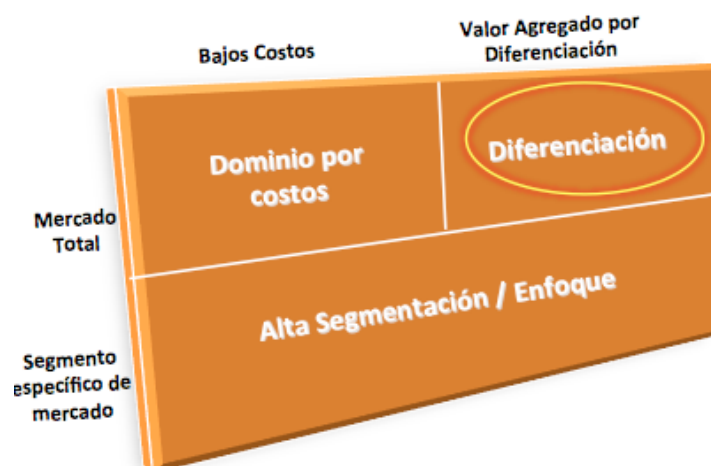 Bajos Costos
Valor Agregado por
Diferenciación
Dominio por
costos
Diferenciación
Mercado
Total
Alta Segmentación / Enfoque
Segmento
específico de
mercado